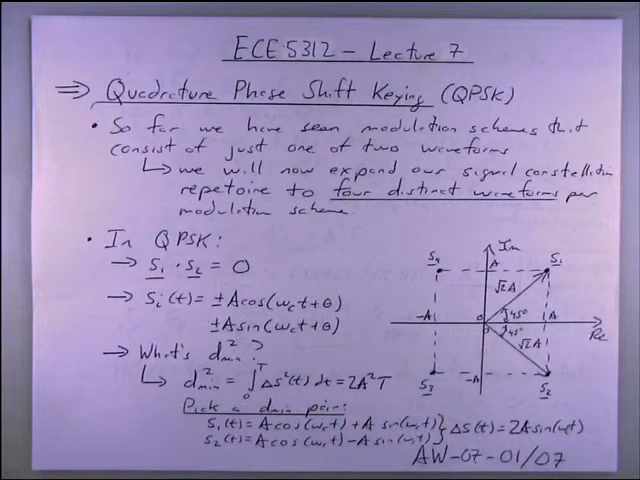 ECE 5312 – Lecture 7
⇒ Quadrature Phase Shift Keying (QPSK)
• So far we have seen modulation schemes that
consist of just one of two waveforms
↳ we will now expand our signal constellation
repetoire to four distinct waveforms per
modulation scheme.
• In QPSK:
→ S1 · S2 = 0
→ Si(t) = ±A cos(ωct + θ)
±A sin(ωct + θ)
→ What's d²min?
↳ d²min = ∫₀ᵀ Δs²(t) dt = 2A²T
Pick a dmin pair:
S1(t) = A cos(ωct) + A sin(ωct) } Δs(t) = 2A sin(ωct)
S2(t) = A cos(ωct) – A sin(ωct)
Im
S4 A S1
√2A
45°
-A 0 A Re
45°
√2A
S3 -A S2
AW-07-01/07